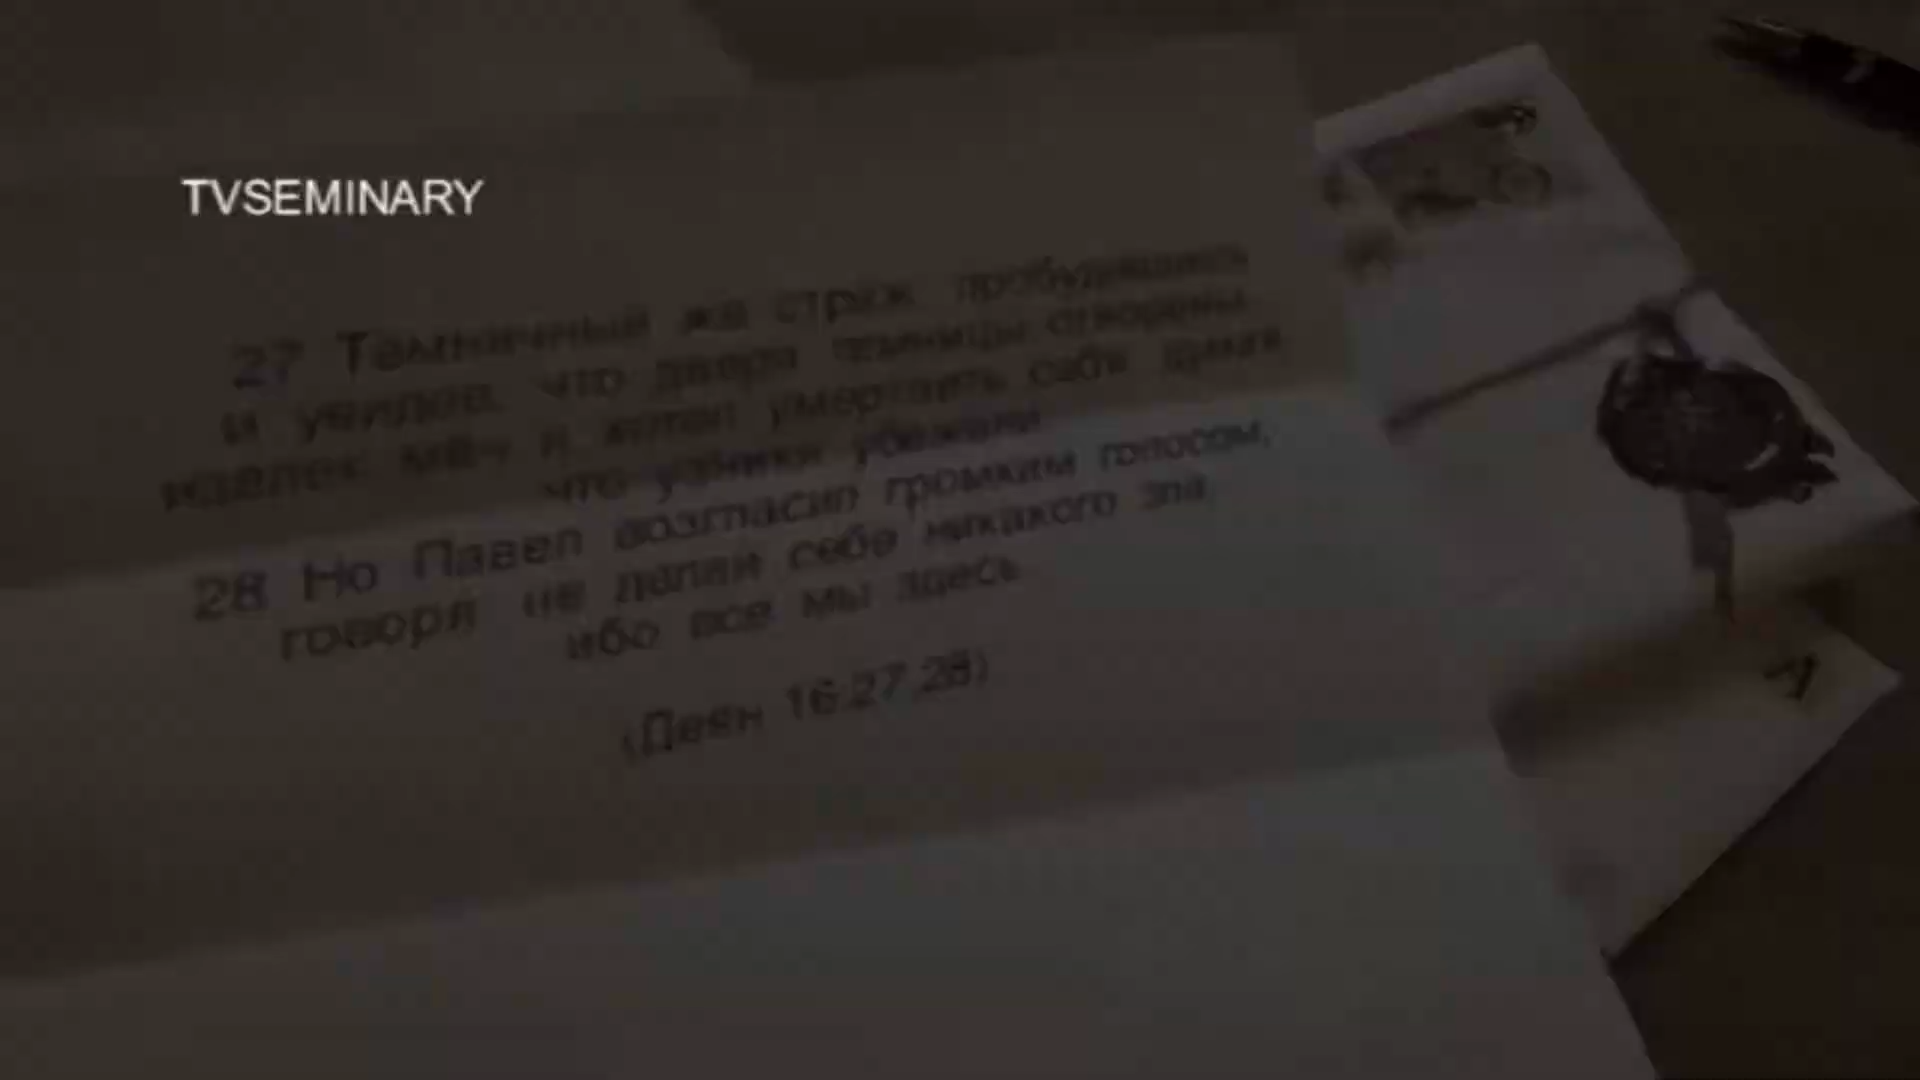 TVSEMINARY
27 Темничный же страж, пробудившись
и увидев, что двери темницы отворены,
извлек меч и хотел умертвить себя, думая,
что узники убежали.
28 Но Павел возгласил громким голосом,
говоря: не делай себе никакого зла,
ибо все мы здесь.
(Деян.16:27,28)